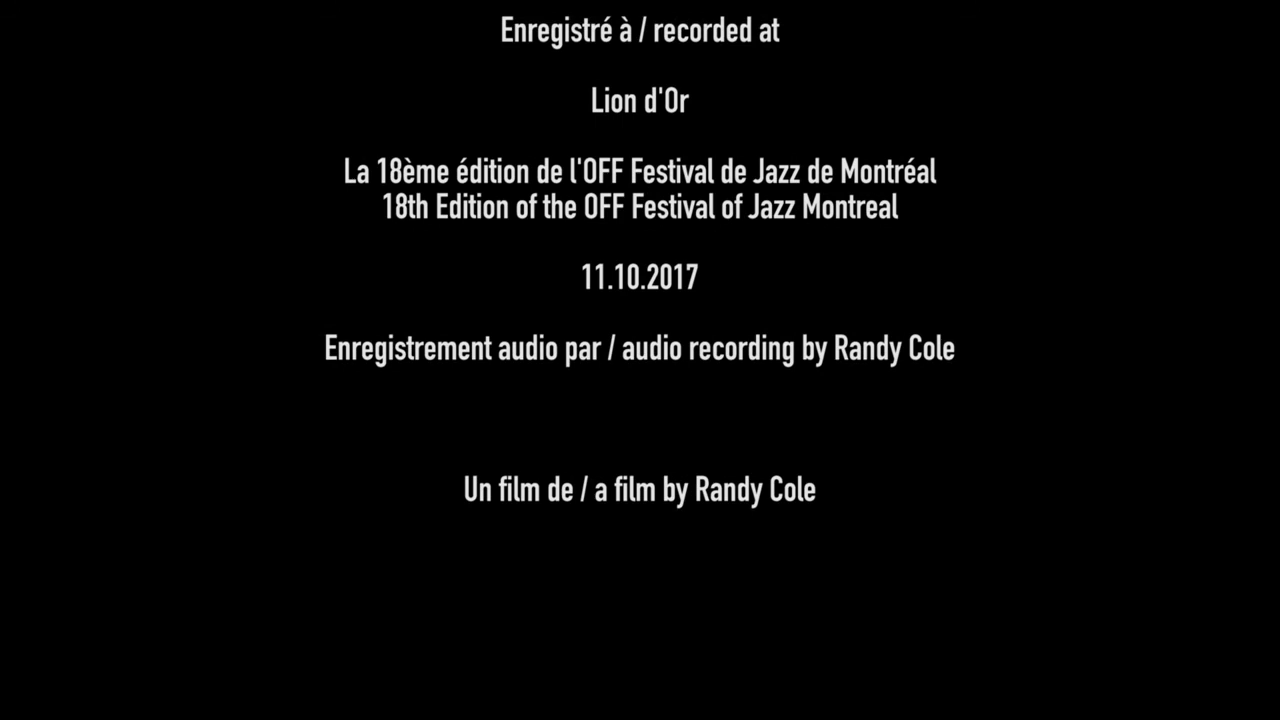 Enregistré à / recorded at
Lion d'Or
La 18ème édition de l'OFF Festival de Jazz de Montréal
18th Edition of the OFF Festival of Jazz Montreal
11.10.2017
Enregistrement audio par / audio recording by Randy Cole
Un film de / a film by Randy Cole